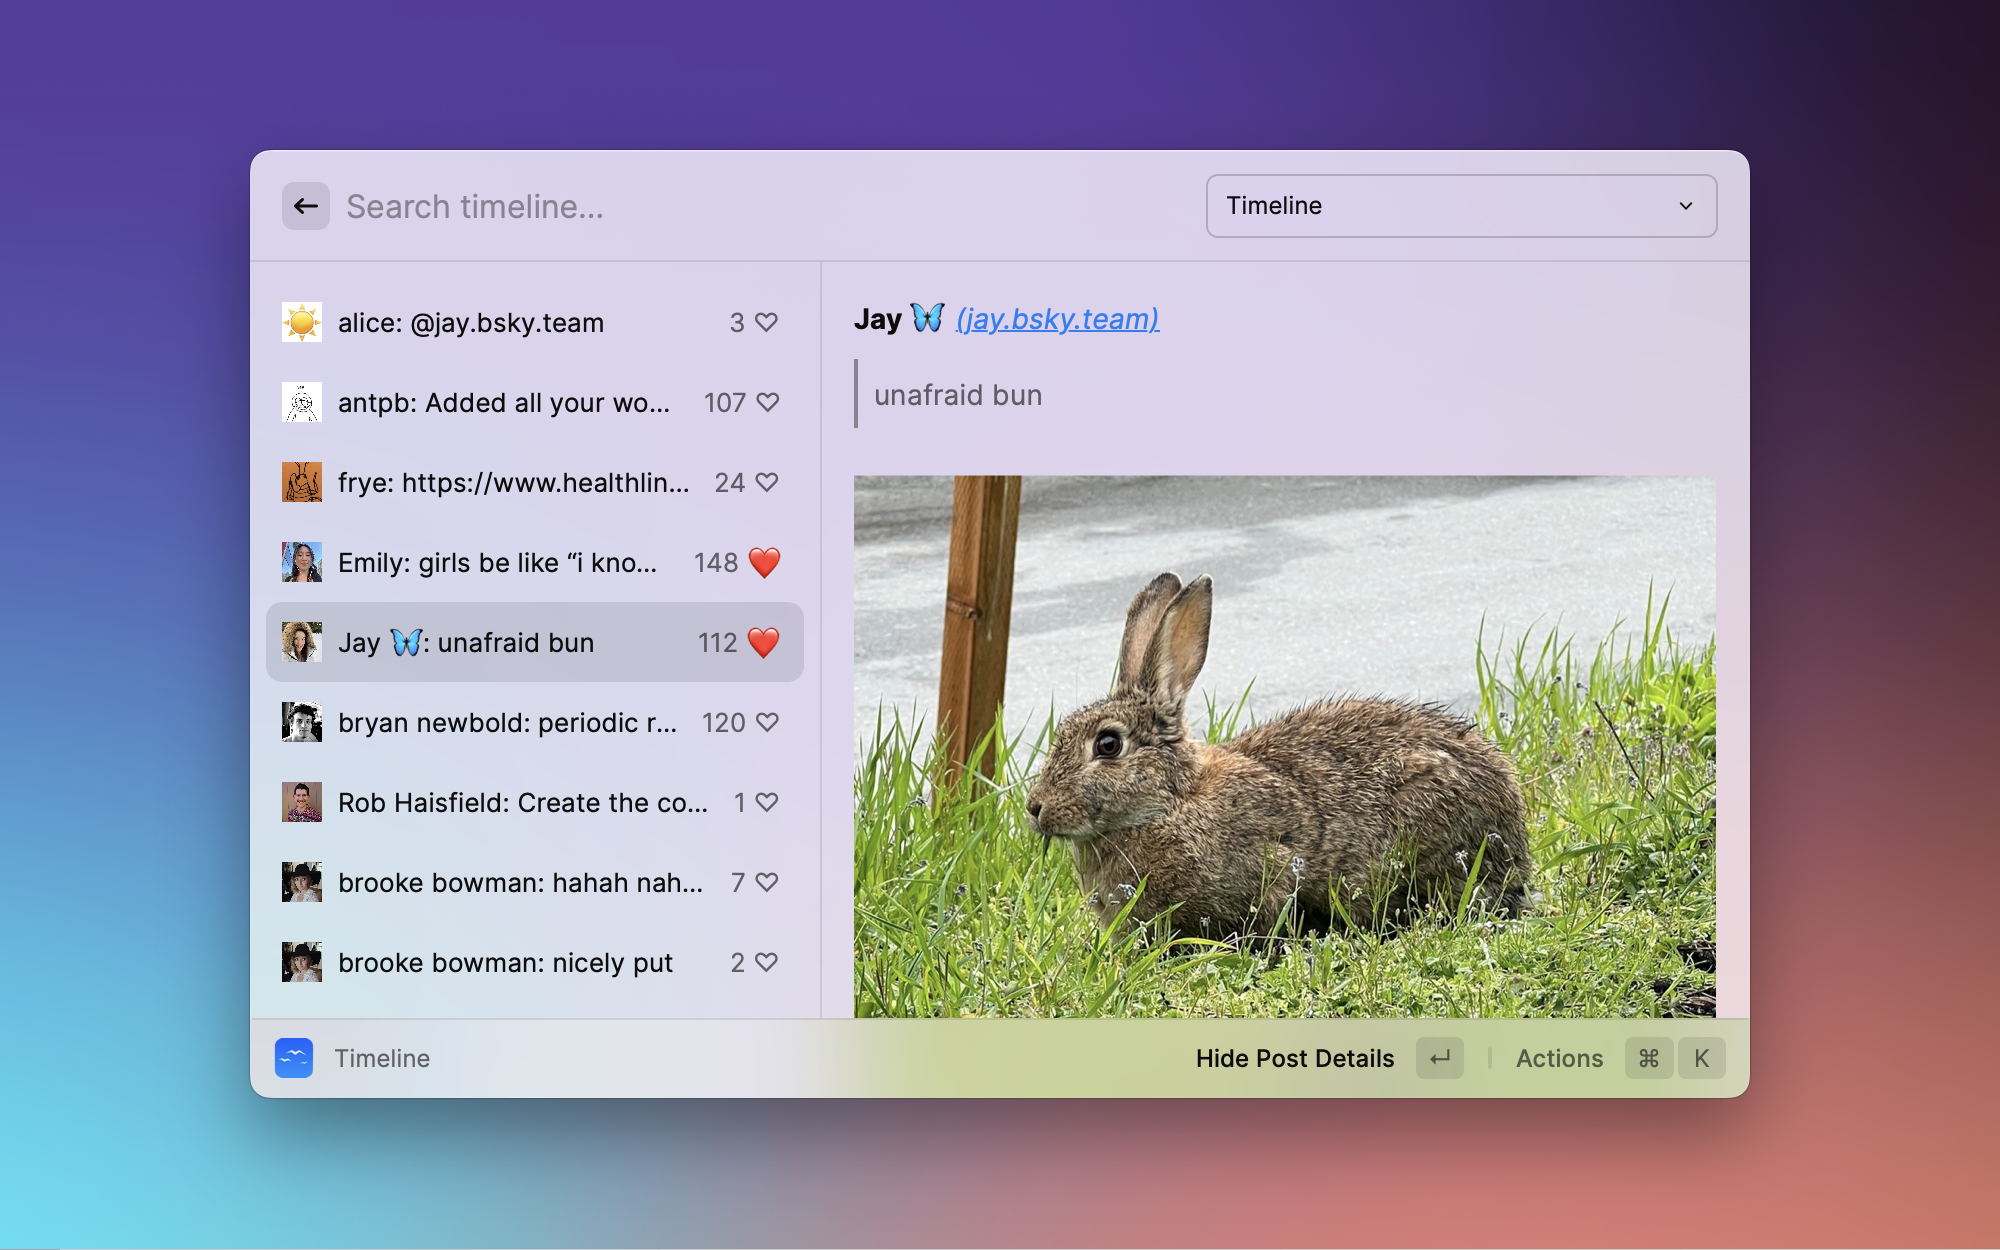 Search timeline...
Timeline
alice: @jay.bsky.team 3
antpb: Added all your wo... 107
frye: https://www.healthlin... 24
Emily: girls be like “i kno... 148 ❤️
Jay 🦋: unafraid bun 112 ❤️
bryan newbold: periodic r... 120
Rob Haisfield: Create the co... 1
brooke bowman: hahah nah... 7
brooke bowman: nicely put 2
Jay 🦋 (jay.bsky.team)
unafraid bun
Timeline
Hide Post Details ↵
Actions ⌘ K